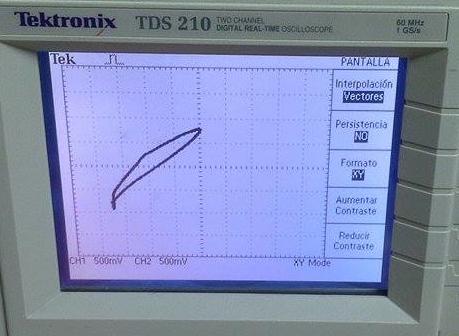 Tektronix TDS 210 TWO CHANNEL DIGITAL REAL-TIME OSCILLOSCOPE
60 MHz
1 GS/s
Tek
PANTALLA
Interpolación
Vectores
Persistencia
NO
Formato
XY
Aumentar
Contraste
Reducir
Contraste
CH1 500mV CH2 500mV XY Mode